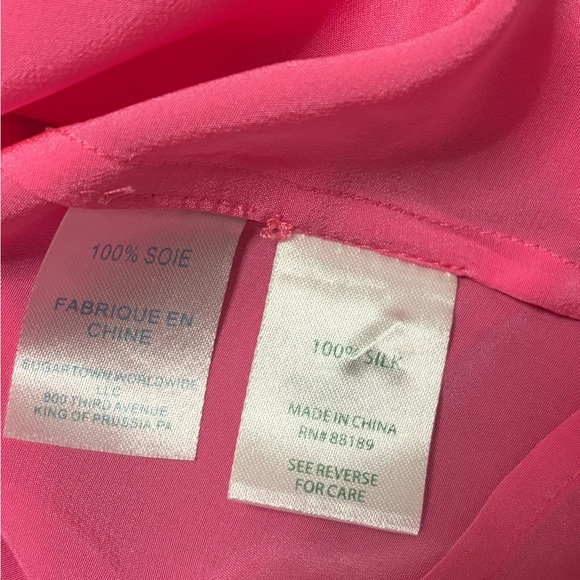 100% SOIE
FABRIQUE EN
CHINE
SUGARTOWN WORLDWIDE
LLC
800 THIRD AVENUE
KING OF PRUSSIA PA
100% SILK
MADE IN CHINA
RN# 88189
SEE REVERSE
FOR CARE